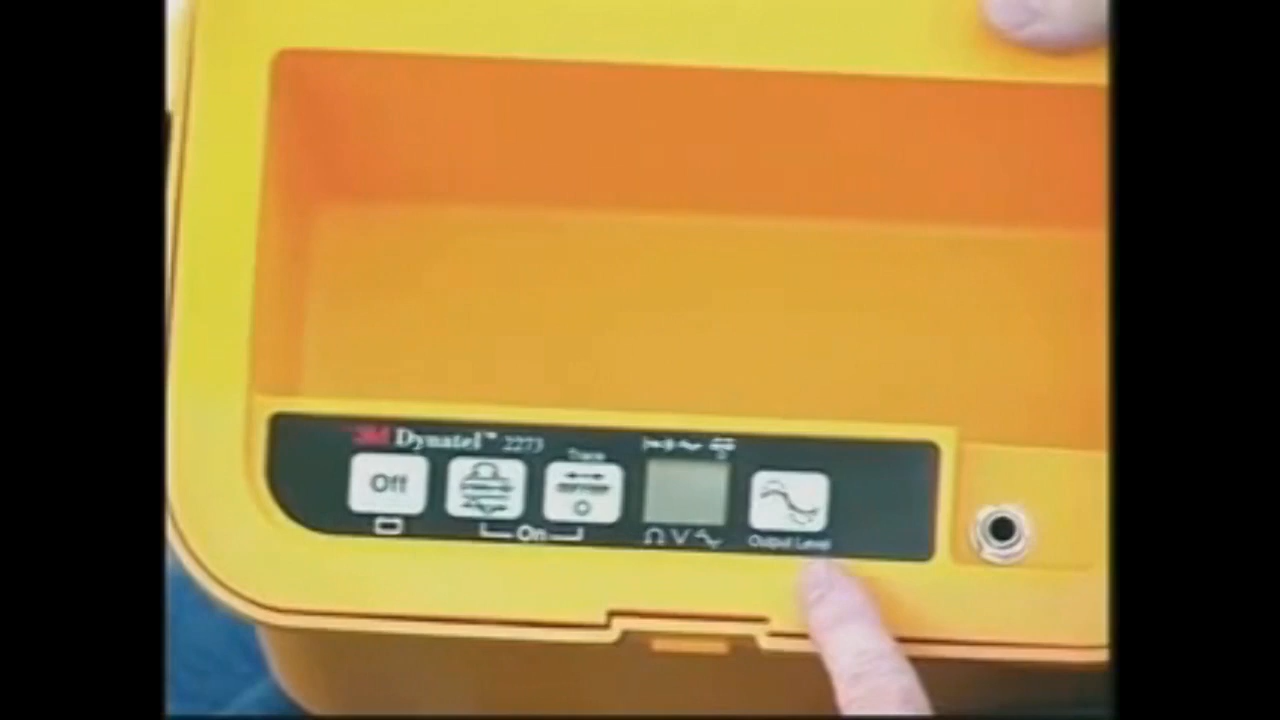 3M Dynatel™ 2273
Trace
Off
On
Ω V
Output Level